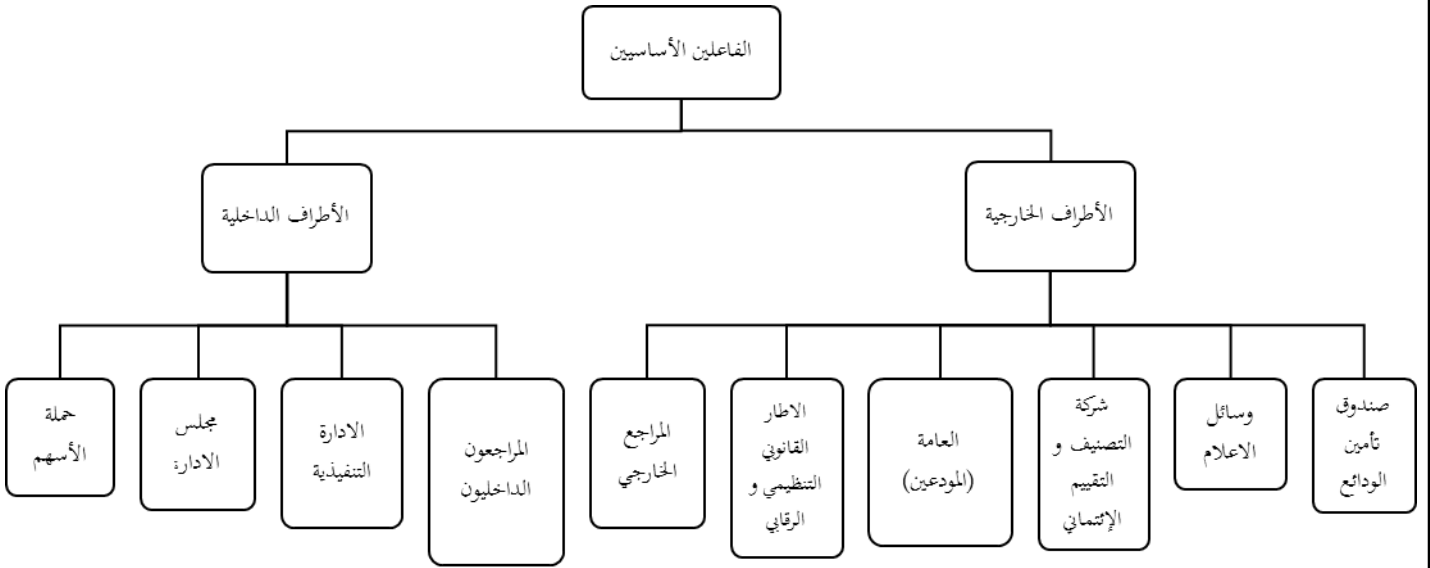 الفاعلين الأساسيين
الأطراف الخارجية
الأطراف الداخلية
صندوق
تأمين
الودائع
وسائل
الاعلام
شركة
التصنيف و
التقييم
الإئتماني
العامة
(المودعين)
الاطار
القانوني
التنظيمي و
الرقابي
المراجع
الخارجي
المراجعون
الداخليون
الادارة
التنفيذية
مجلس
الادارة
حملة
الأسهم